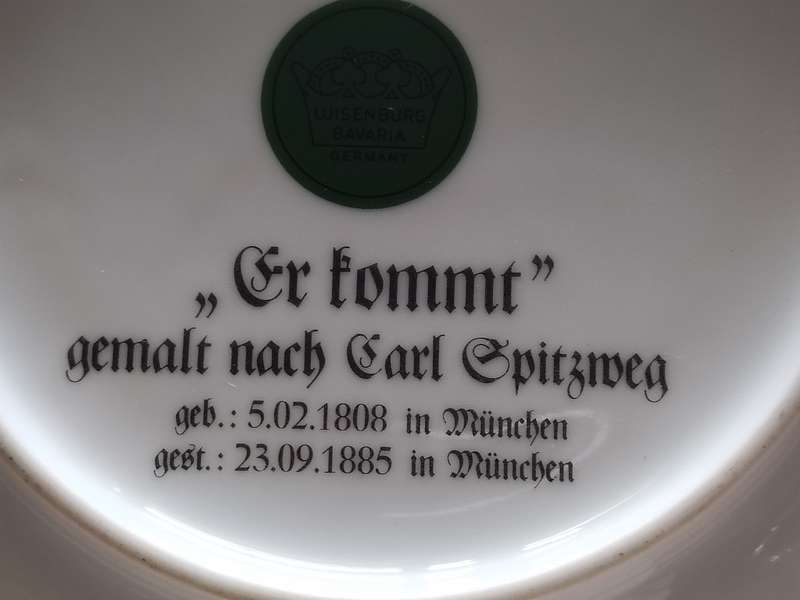 WISENBURG
BAVARIA
GERMANY
„Er kommt”
gemalt nach Carl Spitzweg
geb.: 5.02.1808 in München
gest.: 23.09.1885 in München